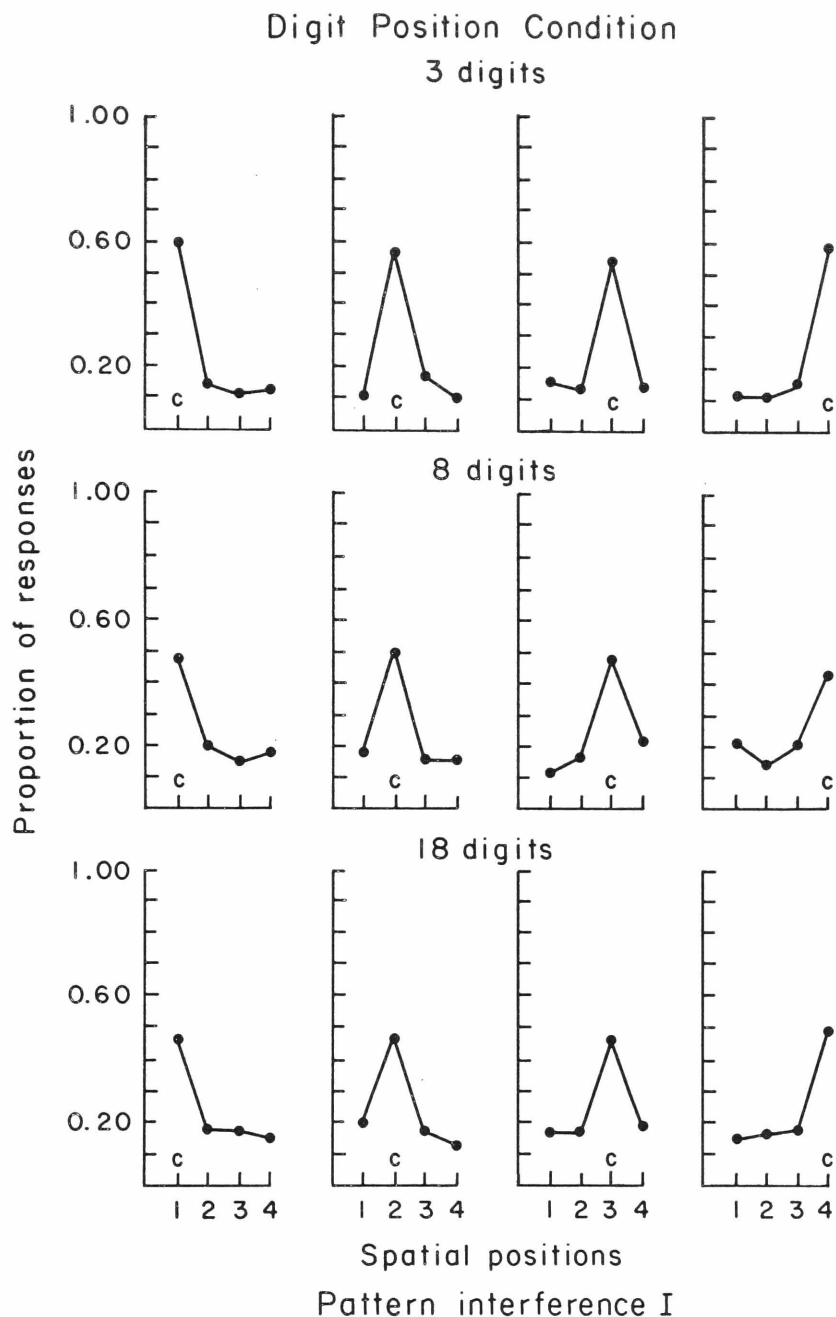 Digit Position Condition
3 digits
1.00
0.60
0.20
c
c
c
c
8 digits
1.00
0.60
0.20
c
c
c
c
18 digits
1.00
0.60
0.20
c
c
c
c
1 2 3 4 1 2 3 4 1 2 3 4 1 2 3 4
Proportion of responses
Spatial positions
Pattern interference I